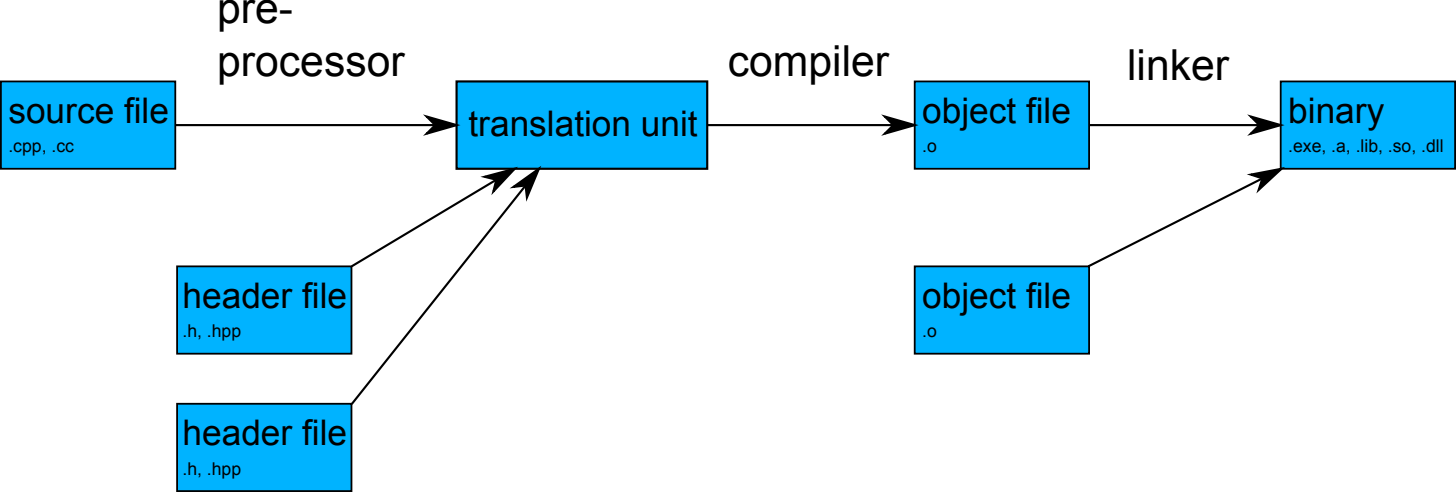 pre-
processor
compiler
linker
source file
.cpp, .cc
translation unit
object file
.o
binary
.exe, .a, .lib, .so, .dll
header file
.h, .hpp
object file
.o
header file
.h, .hpp